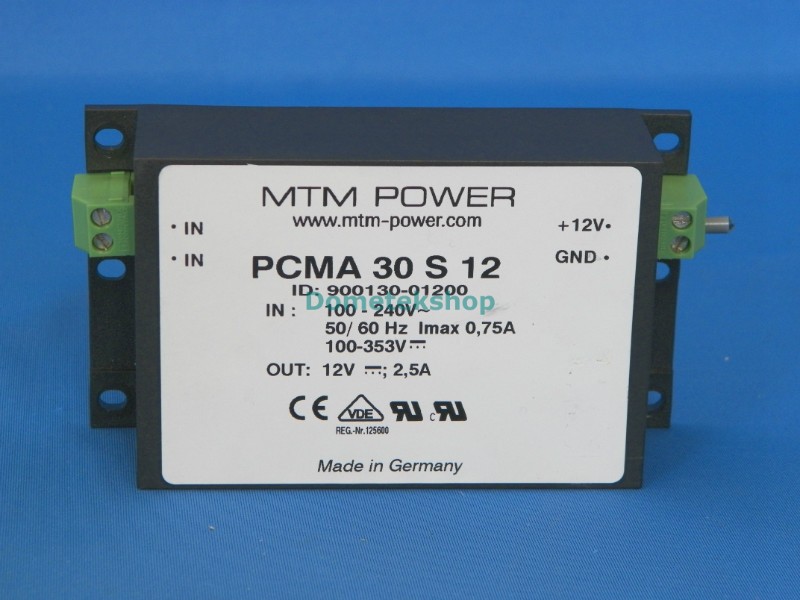 MTM POWER
www.mtm-power.com
• IN
+12V•
• IN
GND •
PCMA 30 S 12
ID: 900130-01200
Dometekshop
IN : 100 - 240V~
50/ 60 Hz Imax 0,75A
100-353V⎓
OUT: 12V ⎓; 2,5A
CE VDE RU c RU
REG.-Nr.125600
Made in Germany